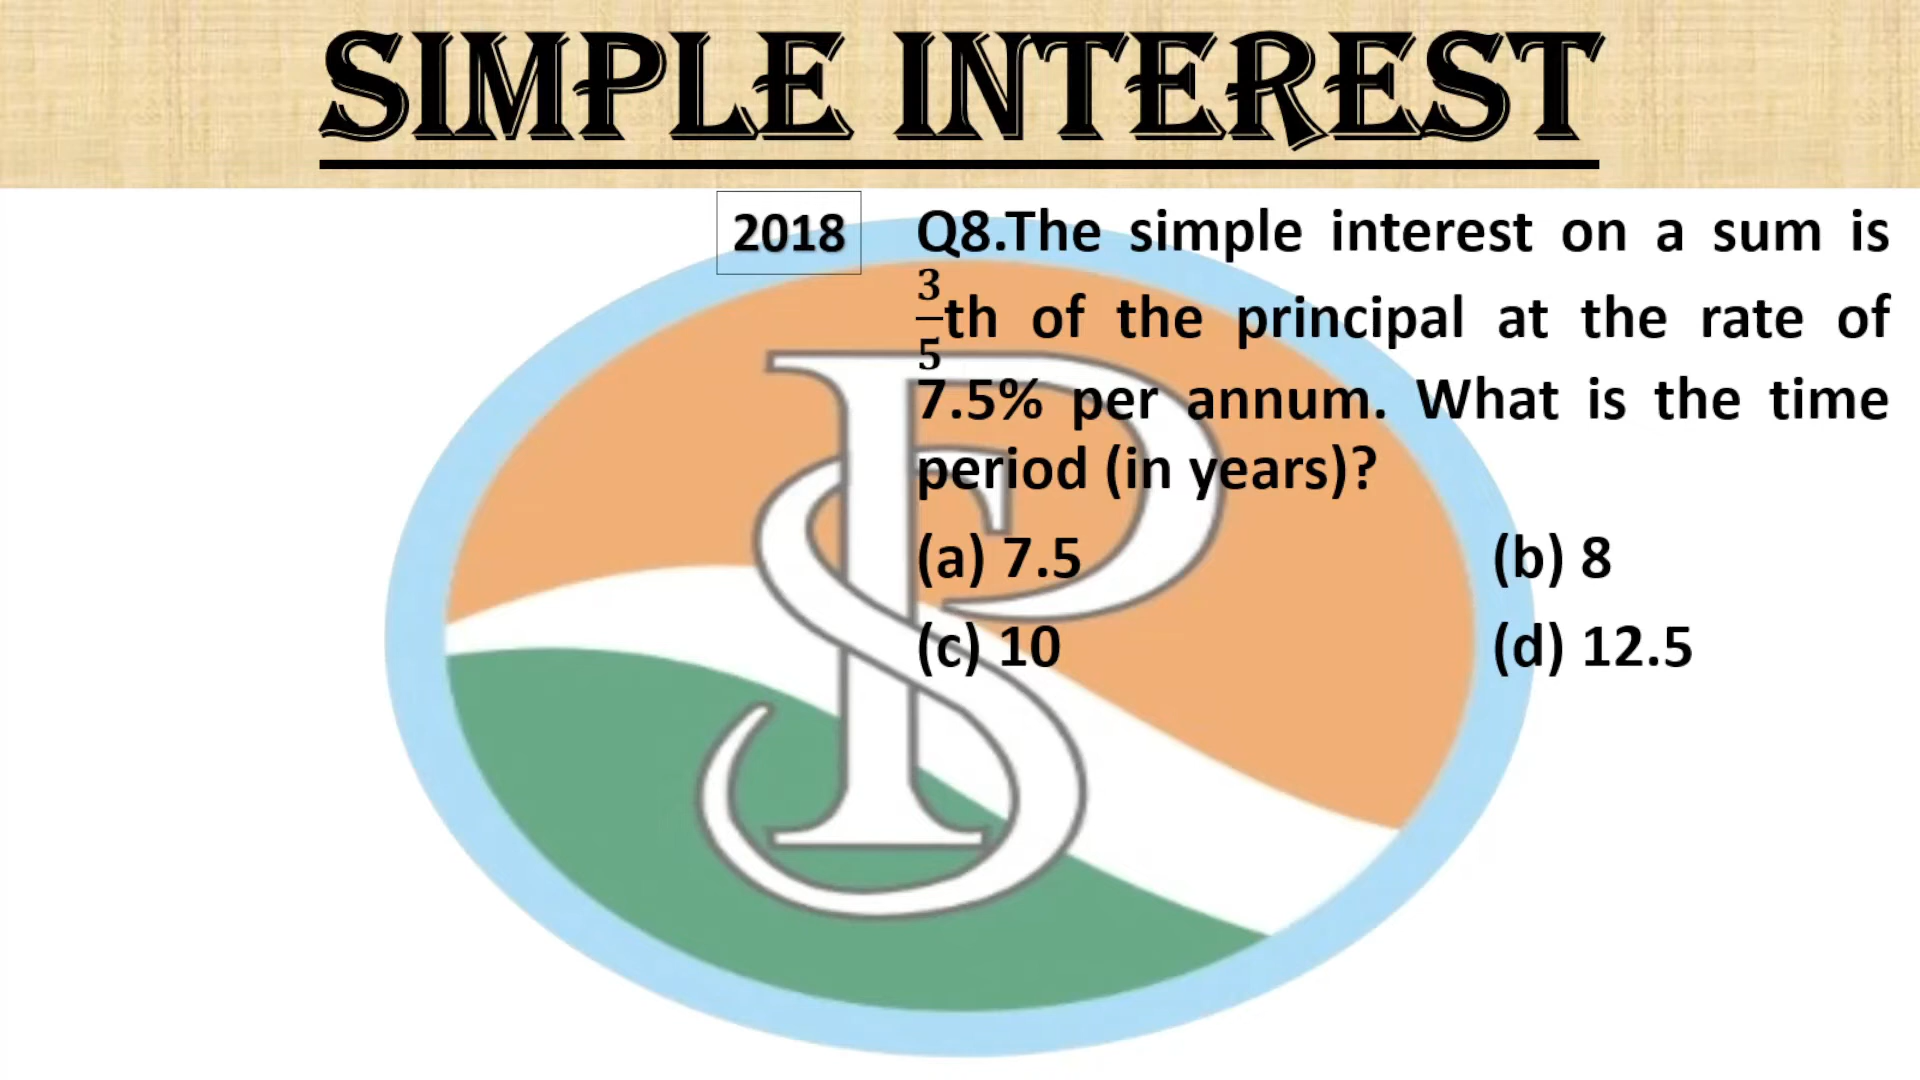 SIMPLE INTEREST
2018
Q8.The simple interest on a sum is
3/5th of the principal at the rate of
7.5% per annum. What is the time
period (in years)?
(a) 7.5 (b) 8
(c) 10 (d) 12.5